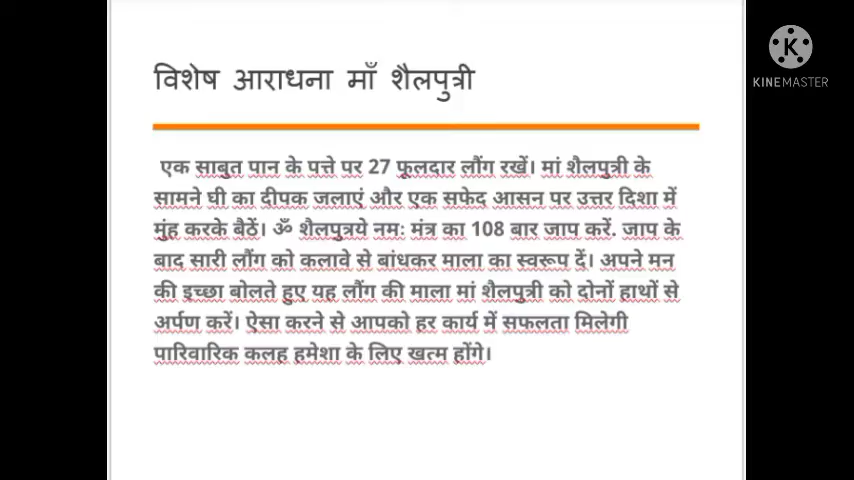 विशेष आराधना माँ शैलपुत्री
एक साबुत पान के पत्ते पर 27 फूलदार लौंग रखें। मां शैलपुत्री के
सामने घी का दीपक जलाएं और एक सफेद आसन पर उत्तर दिशा में
मुंह करके बैठें। ॐ शैलपुत्रये नमः मंत्र का 108 बार जाप करें. जाप के
बाद सारी लौंग को कलावे से बांधकर माला का स्वरूप दें। अपने मन
की इच्छा बोलते हुए यह लौंग की माला मां शैलपुत्री को दोनों हाथों से
अर्पण करें। ऐसा करने से आपको हर कार्य में सफलता मिलेगी
पारिवारिक कलह हमेशा के लिए खत्म होंगे।
K
KINEMASTER